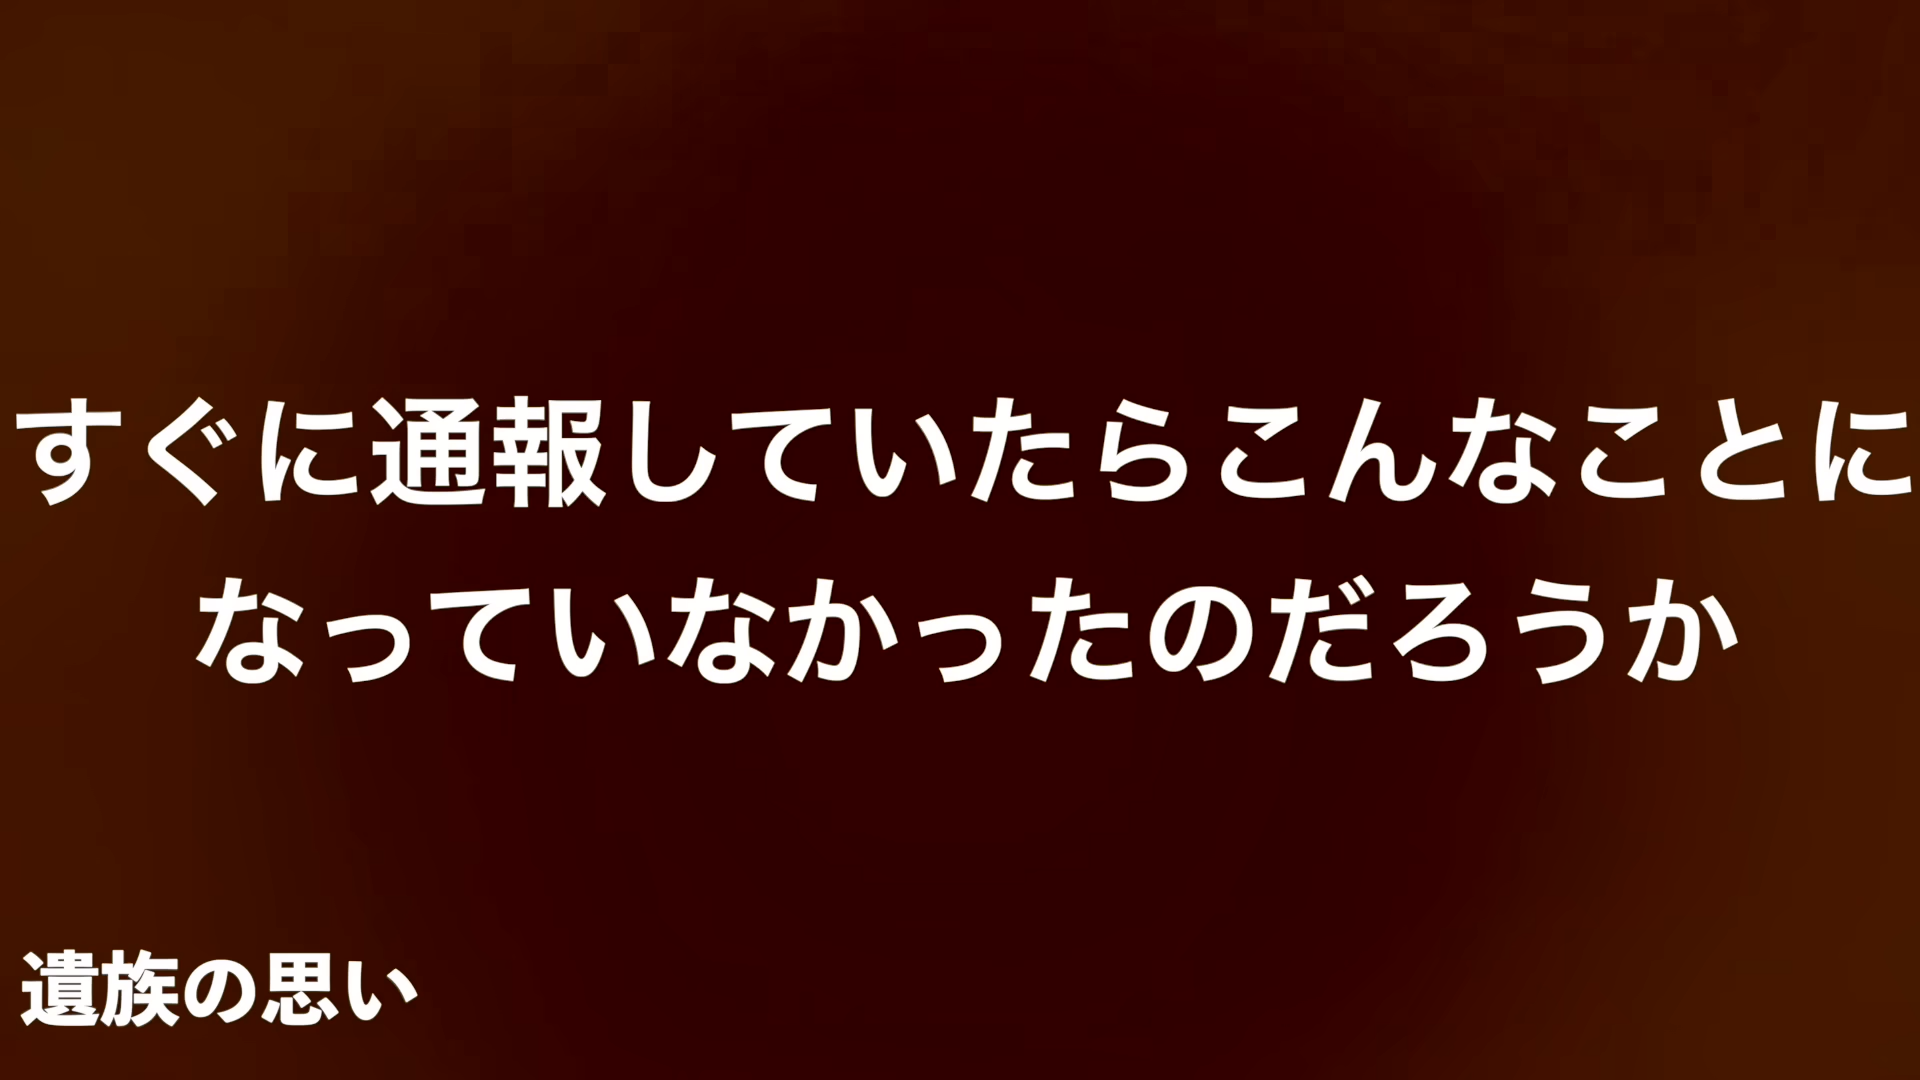 すぐに通報していたらこんなことに
なっていなかったのだろうか
遺族の思い